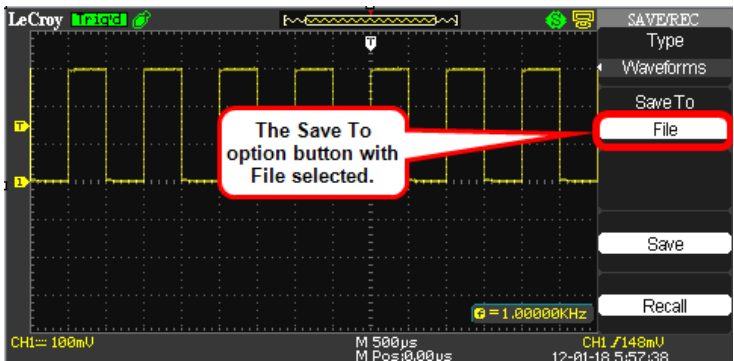 LeCroy Trig'd SAVE/REC
T
Type
Waveforms
Save To
T
The Save To
option button with
File selected.
File
1
Save
f = 1.00000KHz
Recall
CH1 100mV M 500µs CH1 /148mV
M Pos:0.00µs 12-01-18 5:57:38